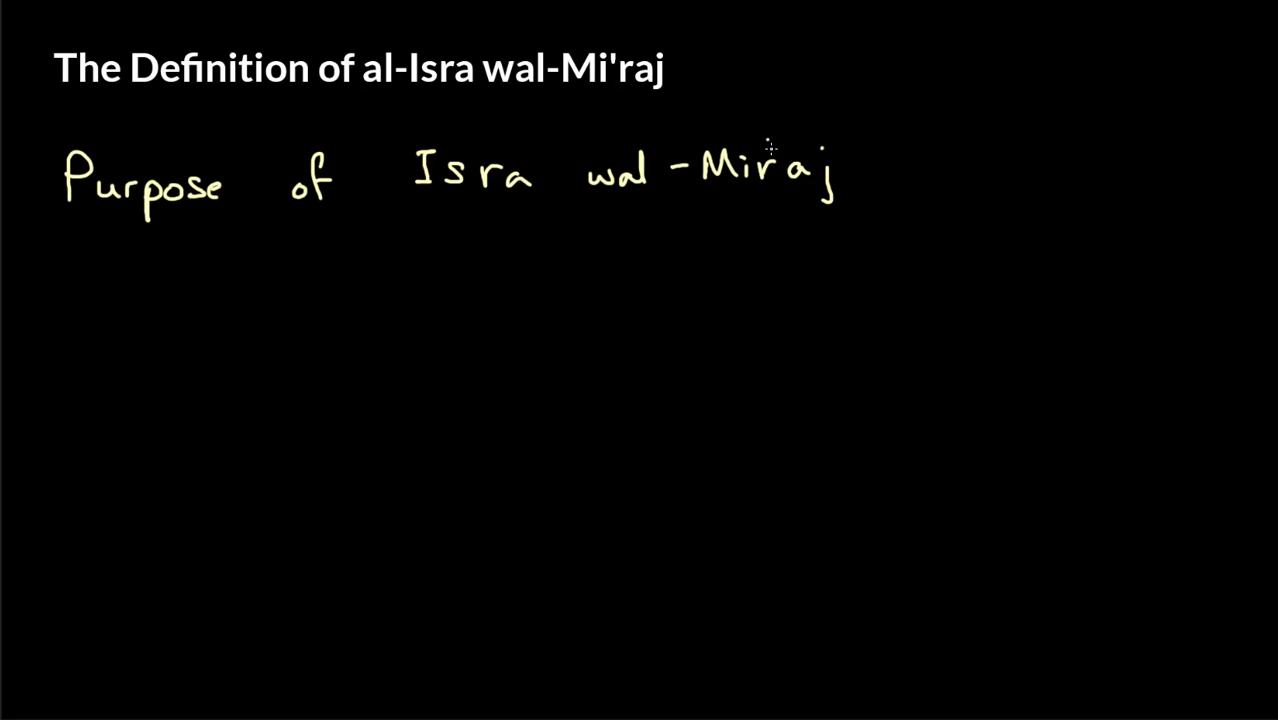 The Definition of al-Isra wal-Mi'raj
Purpose of Isra wal-Miraj